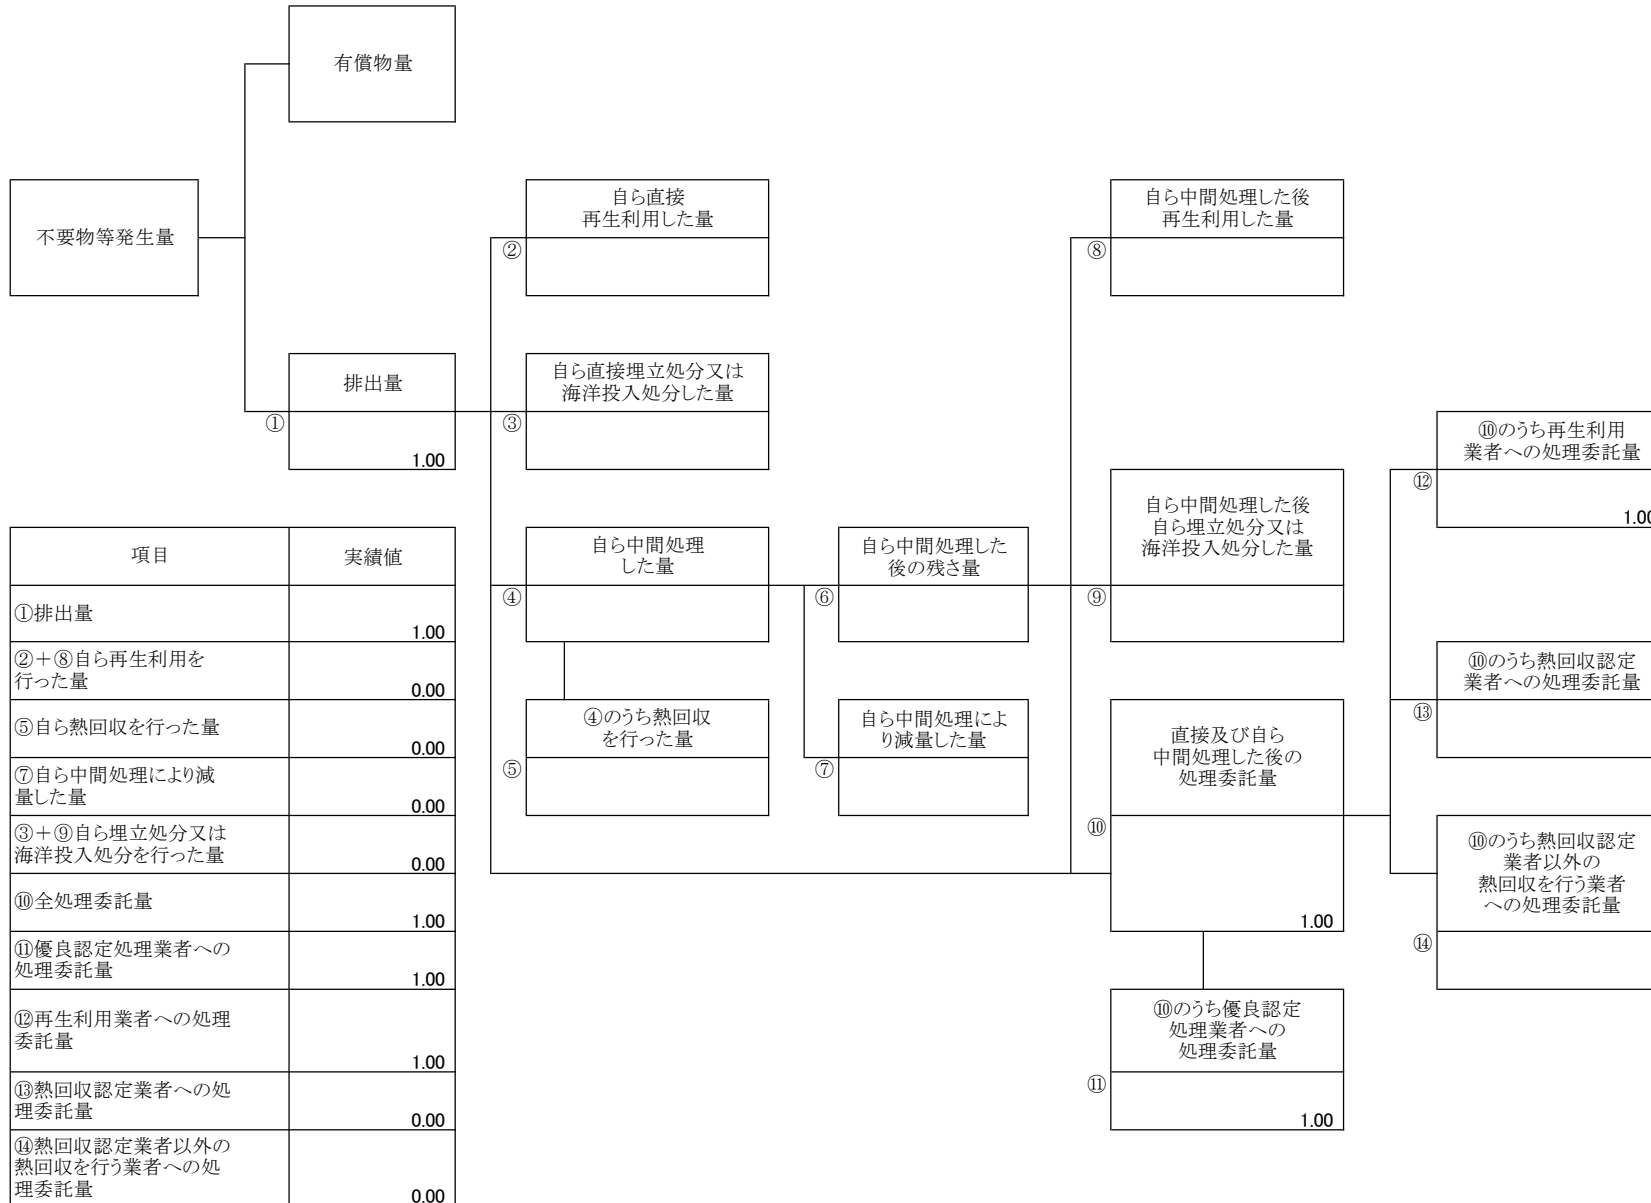 有償物量
不要物等発生量
自ら直接
再生利用した量
②
自ら中間処理した後
再生利用した量
⑧
排出量
①
1.00
自ら直接埋立処分又は
海洋投入処分した量
③
⑩のうち再生利用
業者への処理委託量
⑫
1.00
自ら中間処理した後
自ら埋立処分又は
海洋投入処分した量
⑨
自ら中間処理
した量
④
自ら中間処理した
後の残さ量
⑥
④のうち熱回収
を行った量
⑤
自ら中間処理によ
り減量した量
⑦
直接及び自ら
中間処理した後の
処理委託量
⑩
1.00
⑩のうち熱回収認定
業者への処理委託量
⑬
⑩のうち熱回収認定
業者以外の
熱回収を行う業者
への処理委託量
⑭
⑩のうち優良認定
処理業者への
処理委託量
⑪
1.00
項目 実績値
①排出量
1.00
②＋⑧自ら再生利用を
行った量
0.00
⑤自ら熱回収を行った量
0.00
⑦自ら中間処理により減
量した量
0.00
③＋⑨自ら埋立処分又は
海洋投入処分を行った量
0.00
⑩全処理委託量
1.00
⑪優良認定処理業者への
処理委託量
1.00
⑫再生利用業者への処理
委託量
1.00
⑬熱回収認定業者への処
理委託量
0.00
⑭熱回収認定業者以外の
熱回収を行う業者への処
理委託量
0.00